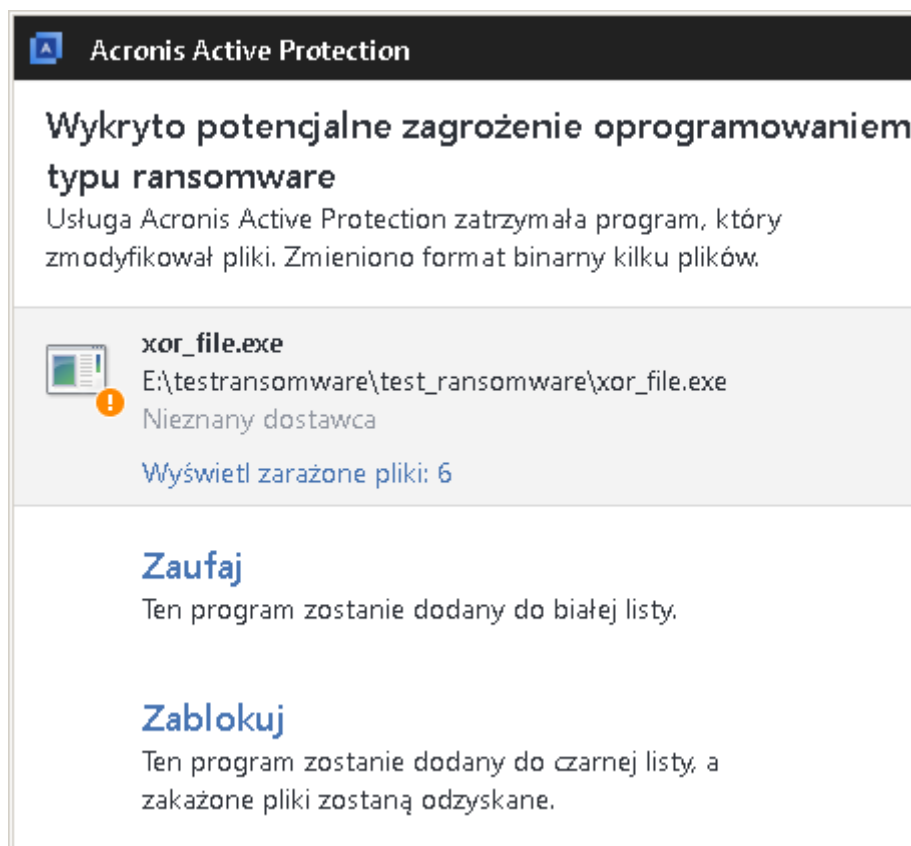 Acronis Active Protection
Wykryto potencjalne zagrożenie oprogramowaniem
typu ransomware
Usługa Acronis Active Protection zatrzymała program, który
zmodyfikował pliki. Zmieniono format binarny kilku plików.
xor_file.exe
E:\testransomware\test_ransomware\xor_file.exe
Nieznany dostawca
Wyświetl zarażone pliki: 6
Zaufaj
Ten program zostanie dodany do białej listy.
Zablokuj
Ten program zostanie dodany do czarnej listy, a
zakażone pliki zostaną odzyskane.